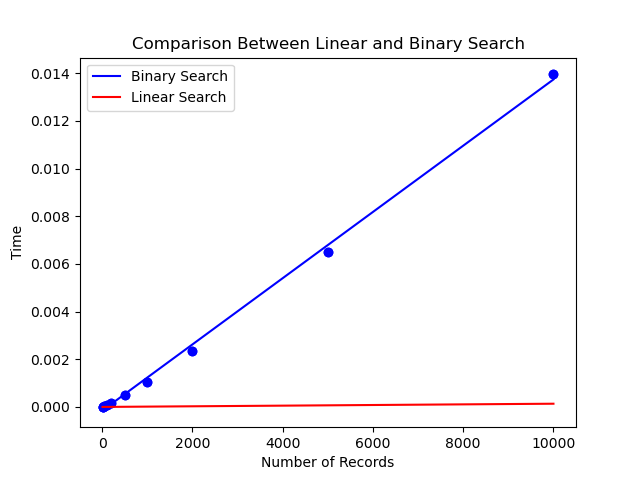 Comparison Between Linear and Binary Search
Binary Search
Linear Search
0.014
0.012
0.010
0.008
0.006
0.004
0.002
0.000
Time
0
2000
4000
6000
8000
10000
Number of Records